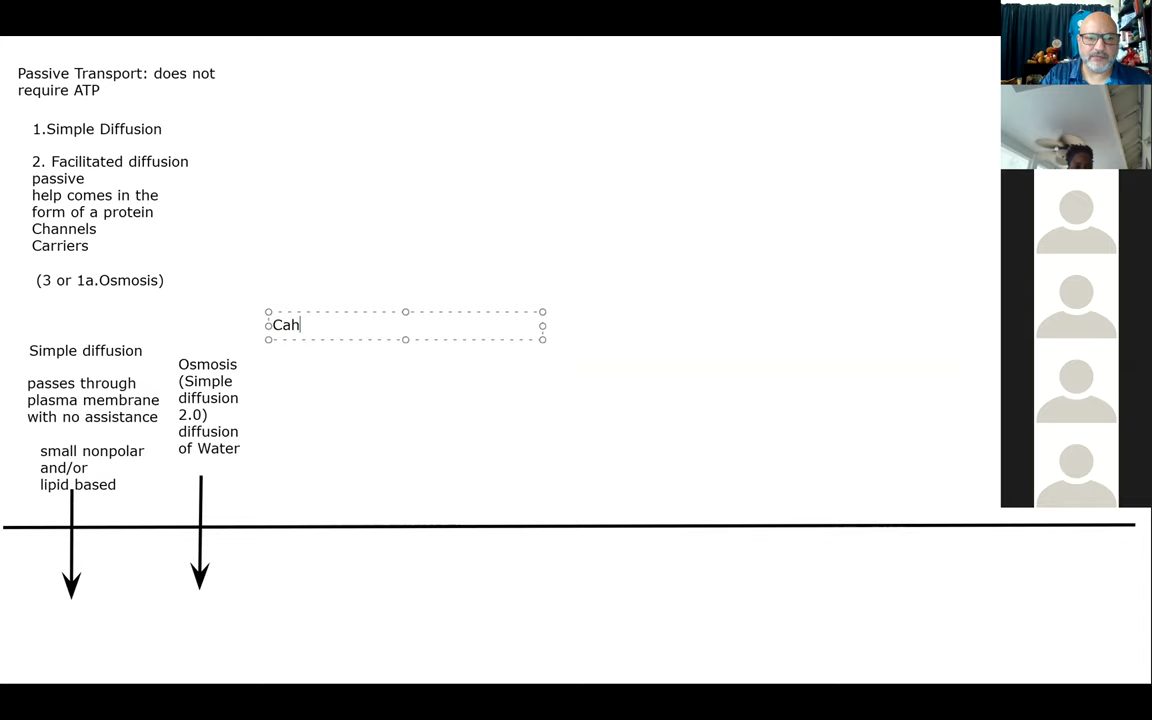 Passive Transport: does not
require ATP
1.Simple Diffusion
2. Facilitated diffusion
passive
help comes in the
form of a protein
Channels
Carriers
(3 or 1a.Osmosis)
Cah
Simple diffusion
passes through
plasma membrane
with no assistance
small nonpolar
and/or
lipid based
Osmosis
(Simple
diffusion
2.0)
diffusion
of Water